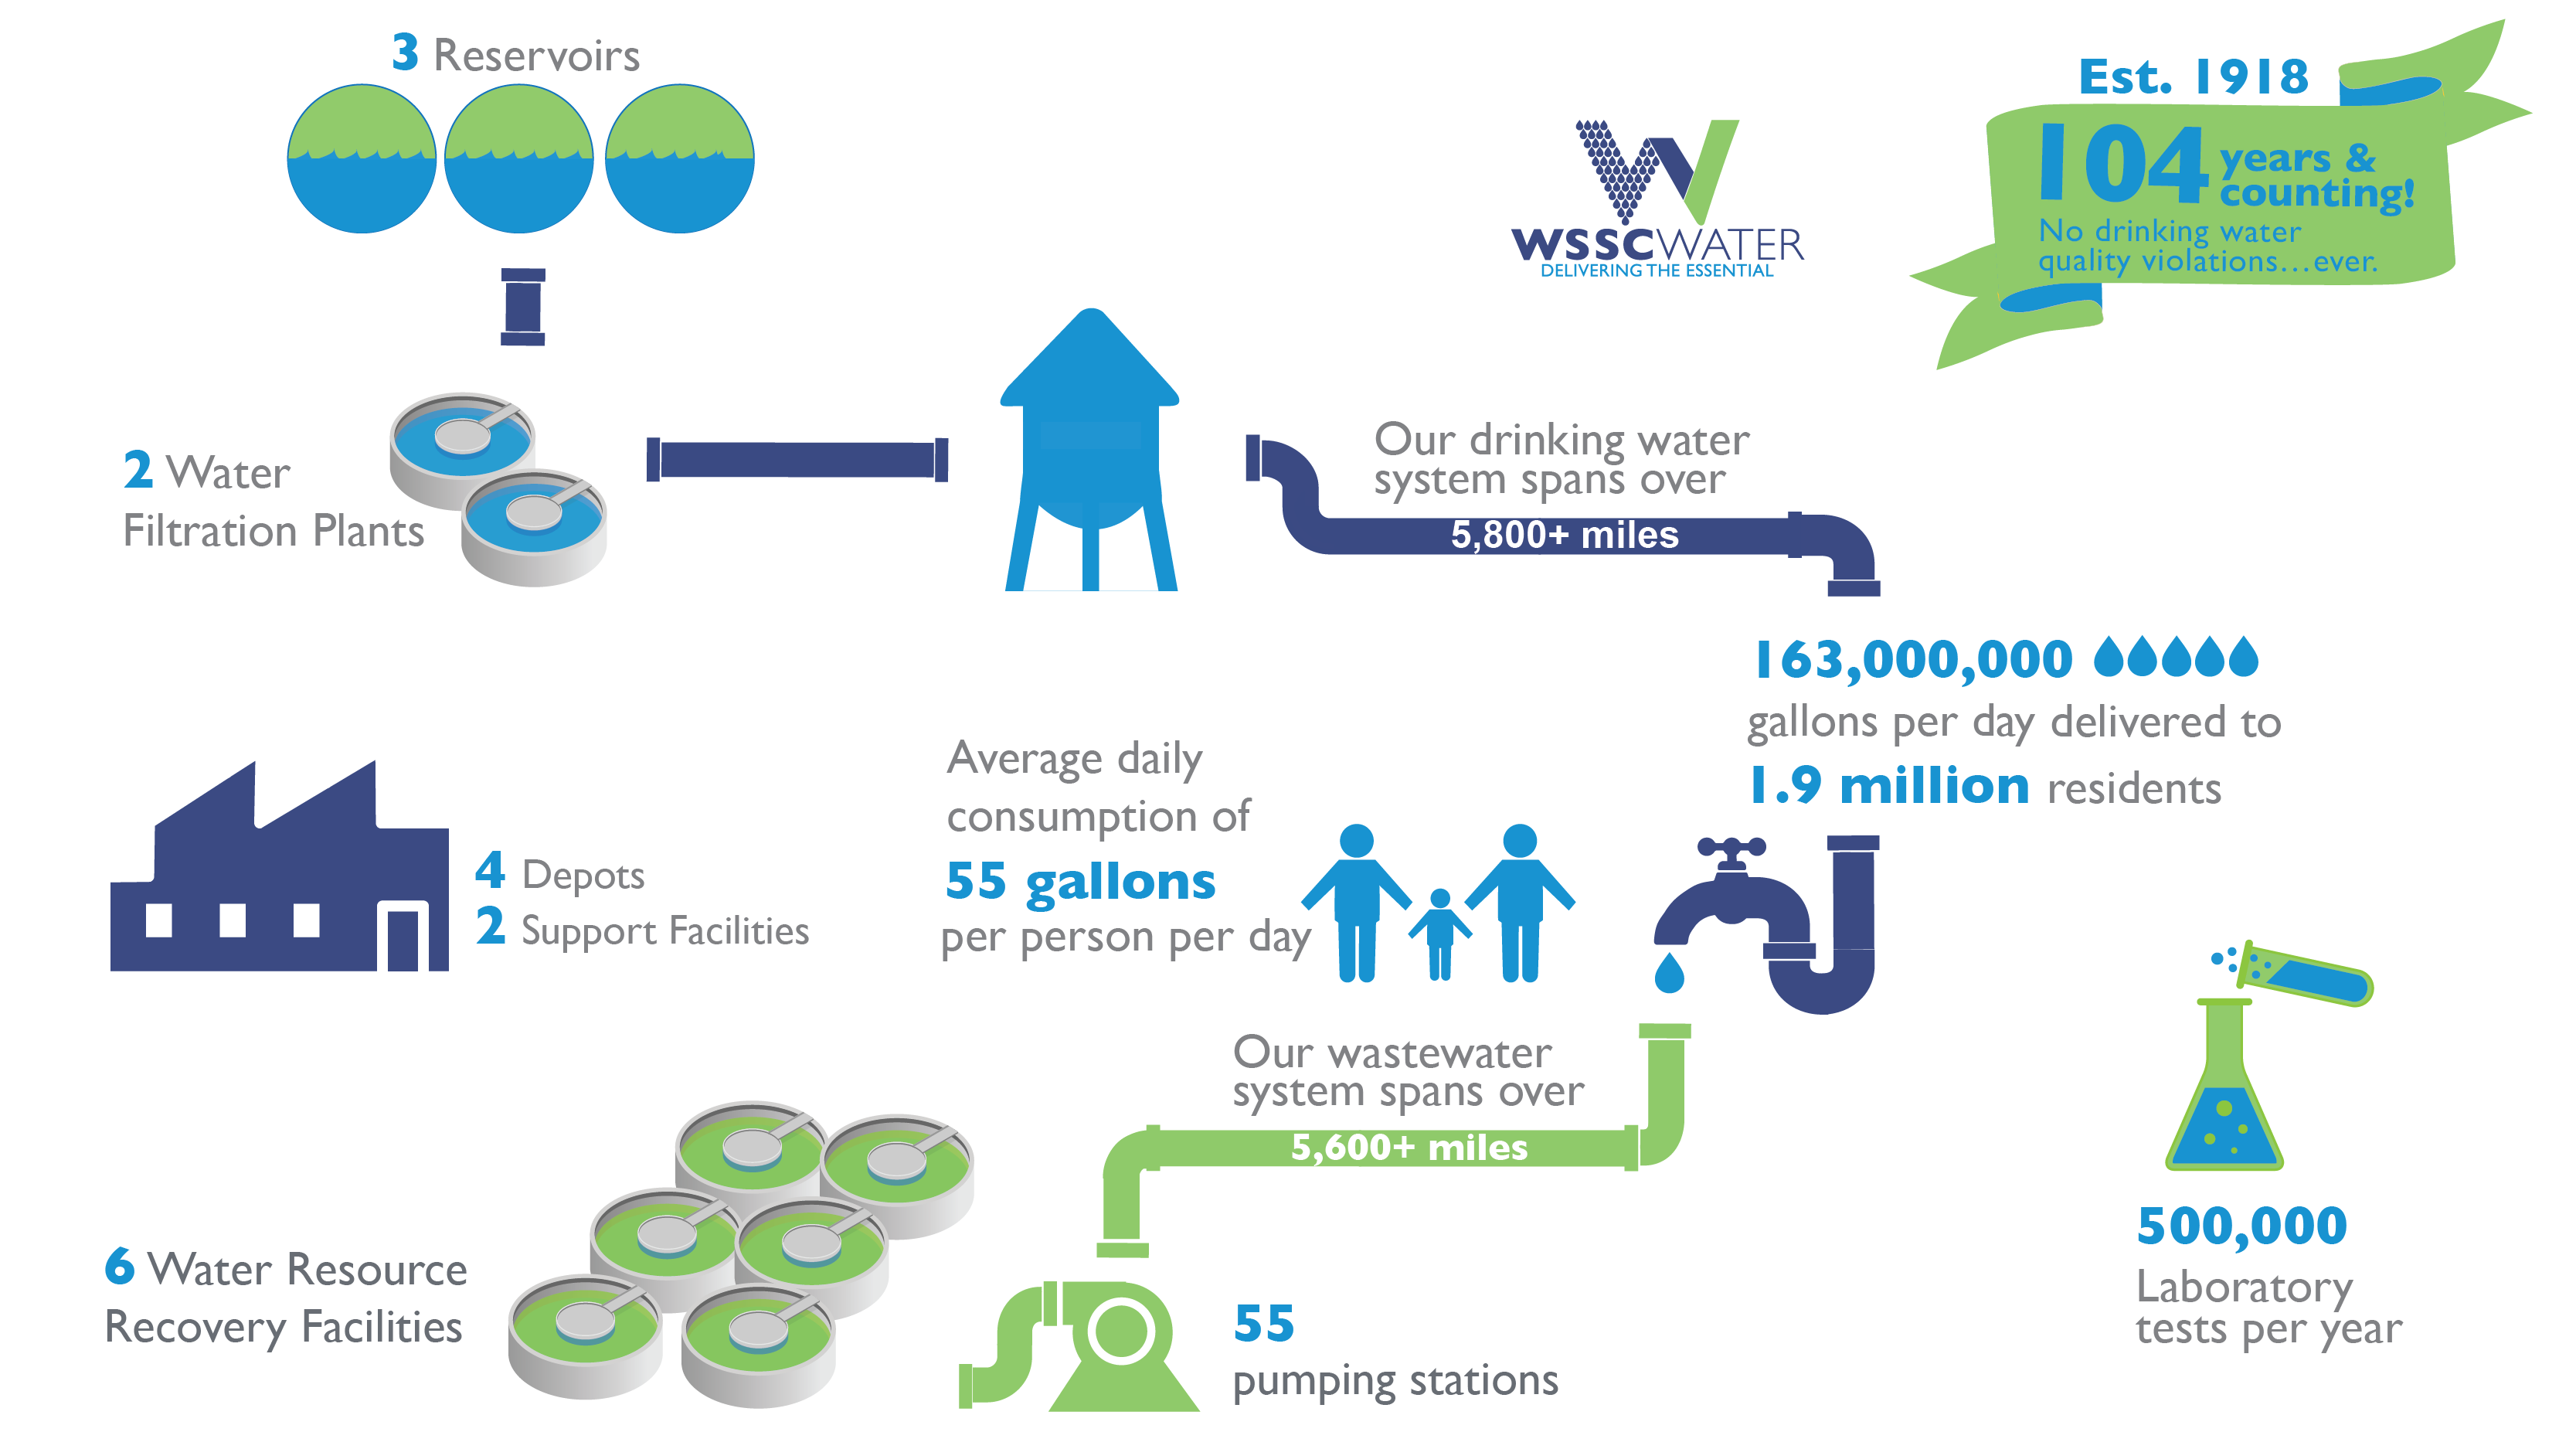 3 Reservoirs
Est. 1918
104 years &
counting!
No drinking water
quality violations...ever.
WSSCWATER
DELIVERING THE ESSENTIAL
2 Water
Filtration Plants
Our drinking water
system spans over
5,800+ miles
163,000,000
gallons per day delivered to
1.9 million residents
Average daily
consumption of
55 gallons
per person per day
4 Depots
2 Support Facilities
Our wastewater
system spans over
5,600+ miles
6 Water Resource
Recovery Facilities
55
pumping stations
500,000
Laboratory
tests per year